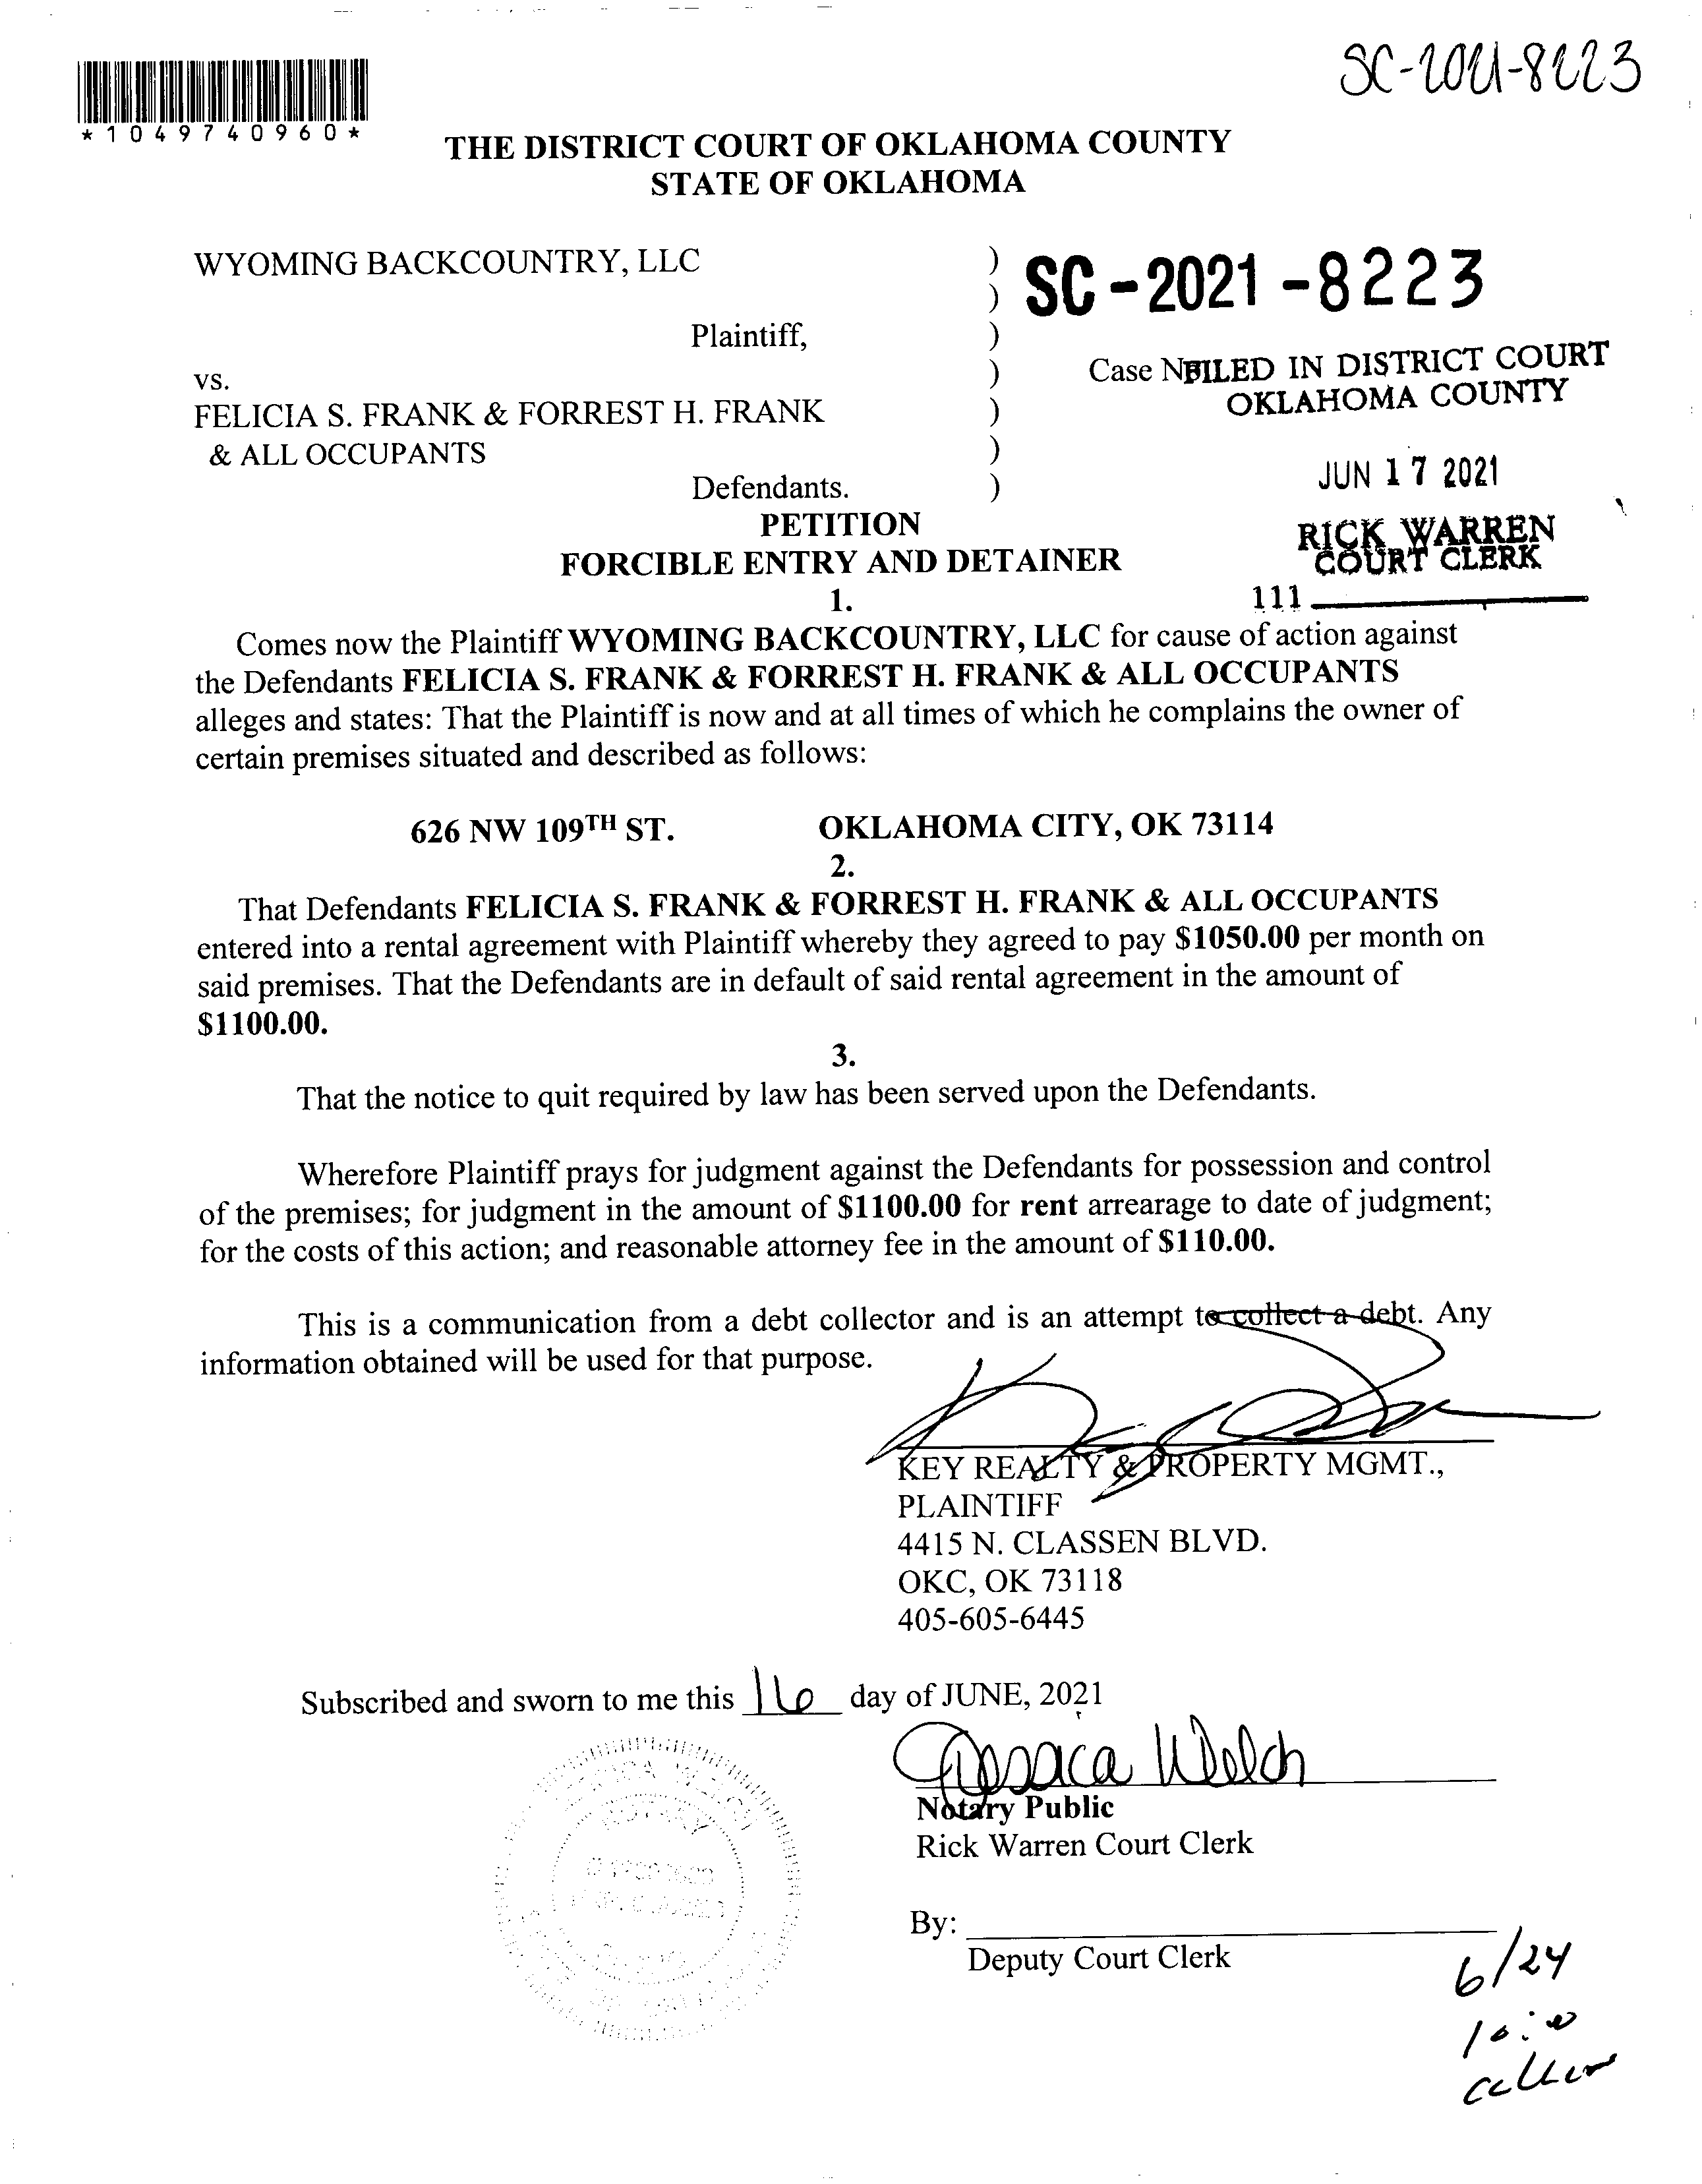 SC-2021-8223
*1049740960*
THE DISTRICT COURT OF OKLAHOMA COUNTY
STATE OF OKLAHOMA
WYOMING BACKCOUNTRY, LLC )
) SC-2021-8223
Plaintiff, )
vs. ) Case N FILED IN DISTRICT COURT
OKLAHOMA COUNTY
FELICIA S. FRANK & FORREST H. FRANK )
& ALL OCCUPANTS )
JUN 17 2021
Defendants. )
PETITION
RICK WARREN
COURT CLERK
FORCIBLE ENTRY AND DETAINER
1.
111
Comes now the Plaintiff WYOMING BACKCOUNTRY, LLC for cause of action against
the Defendants FELICIA S. FRANK & FORREST H. FRANK & ALL OCCUPANTS
alleges and states: That the Plaintiff is now and at all times of which he complains the owner of
certain premises situated and described as follows:
626 NW 109TH ST. OKLAHOMA CITY, OK 73114
2.
That Defendants FELICIA S. FRANK & FORREST H. FRANK & ALL OCCUPANTS
entered into a rental agreement with Plaintiff whereby they agreed to pay $1050.00 per month on
said premises. That the Defendants are in default of said rental agreement in the amount of
$1100.00.
3.
That the notice to quit required by law has been served upon the Defendants.
Wherefore Plaintiff prays for judgment against the Defendants for possession and control
of the premises; for judgment in the amount of $1100.00 for rent arrearage to date of judgment;
for the costs of this action; and reasonable attorney fee in the amount of $110.00.
This is a communication from a debt collector and is an attempt to collect a debt. Any
information obtained will be used for that purpose.
KEY REALTY & PROPERTY MGMT.,
PLAINTIFF
4415 N. CLASSEN BLVD.
OKC, OK 73118
405-605-6445
Subscribed and sworn to me this 16 day of JUNE, 2021
Jessica Welch
Notary Public
Rick Warren Court Clerk
By:
Deputy Court Clerk
6/24